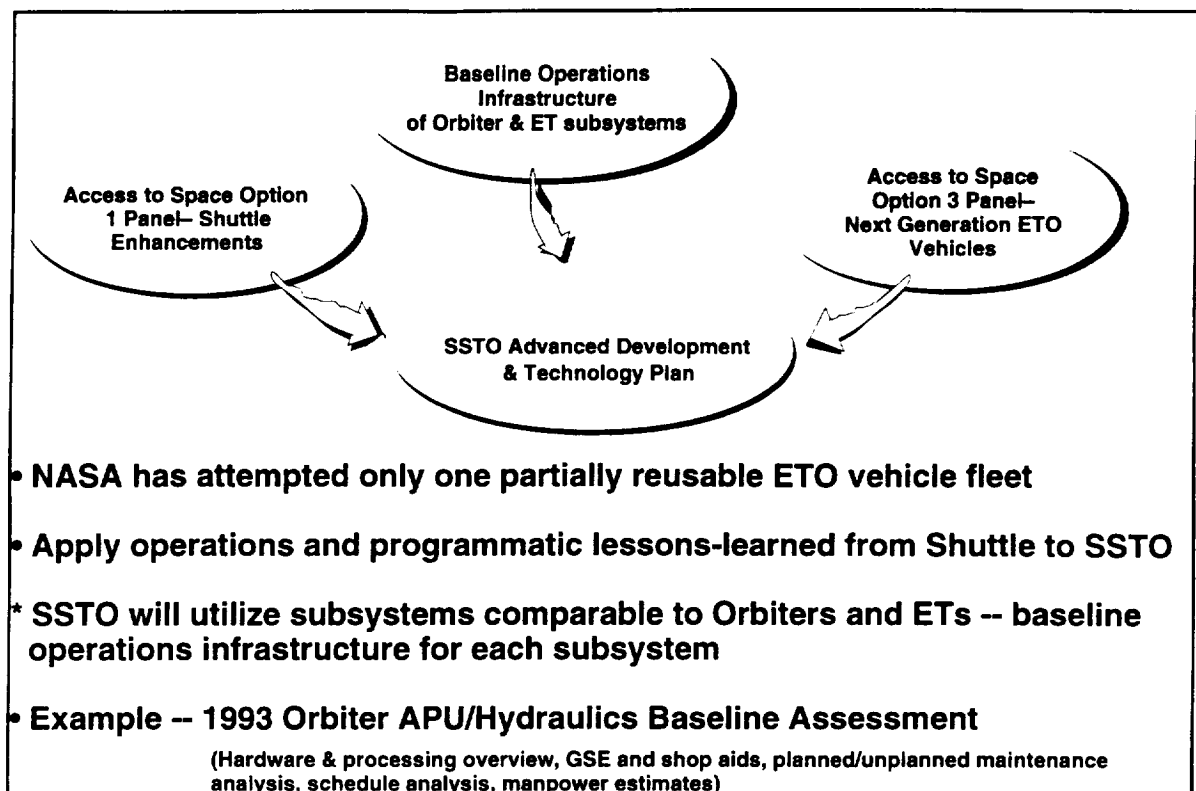 Baseline Operations
Infrastructure
of Orbiter & ET subsystems
Access to Space Option
1 Panel– Shuttle
Enhancements
Access to Space
Option 3 Panel–
Next Generation ETO
Vehicles
SSTO Advanced Development
& Technology Plan
• NASA has attempted only one partially reusable ETO vehicle fleet
• Apply operations and programmatic lessons-learned from Shuttle to SSTO
* SSTO will utilize subsystems comparable to Orbiters and ETs -- baseline
operations infrastructure for each subsystem
• Example -- 1993 Orbiter APU/Hydraulics Baseline Assessment
(Hardware & processing overview, GSE and shop aids, planned/unplanned maintenance
analysis, schedule analysis, manpower estimates)